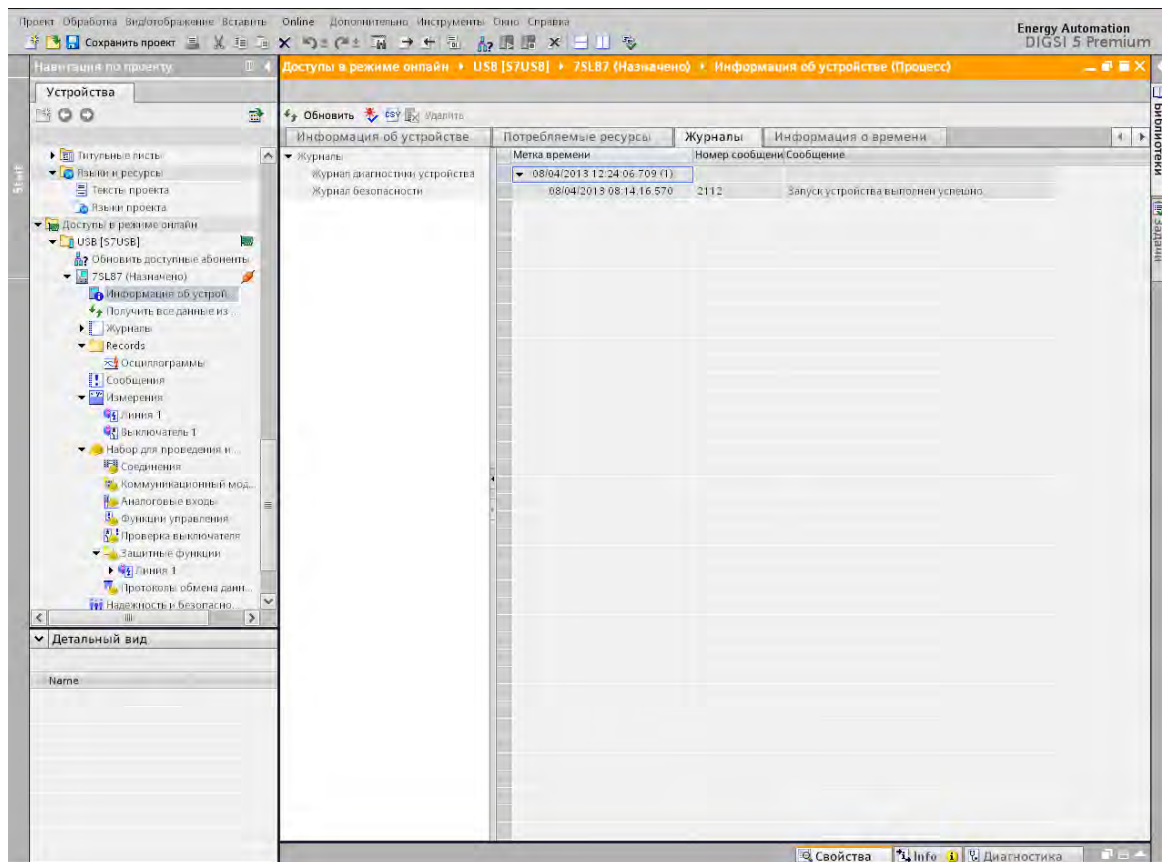 Проект Обработка Вид/отображение Вставить Online Дополнительно Инструменты Окно Справка
Energy Automation
DIGSI 5 Premium
Сохранить проект
Навигация по проекту
Доступы в режиме онлайн USB [S7USB] 7SL87 (Назначено) Информация об устройстве (Процесс)
Устройства
Обновить CSV Удалить
Информация об устройстве Потребляемые ресурсы Журналы Информация о времени
Титульные листы
Языки и ресурсы
Тексты проекта
Языки проекта
Доступы в режиме онлайн
USB [S7USB]
Обновить доступные абоненты
7SL87 (Назначено)
Информация об устрой...
Получить все данные из ...
Журналы
Records
Осциллограммы
Сообщения
Измерения
Линия 1
Выключатель 1
Набор для проведения и ...
Соединения
Коммуникационный мод...
Аналоговые входы
Функции управления
Проверка выключателя
Защитные функции
Линия 1
Протоколы обмена данн...
Надежность и безопасно...
Журналы
Журнал диагностики устройства
Журнал безопасности
Метка времени Номер сообщени Сообщение
08/04/2013 12:24:06.709 (1)
08/04/2013 08:14:16.570 2112 Запуск устройства выполнен успешно.
Детальный вид
Name
Start
Библиотеки
Задачи
Свойства Info Диагностика